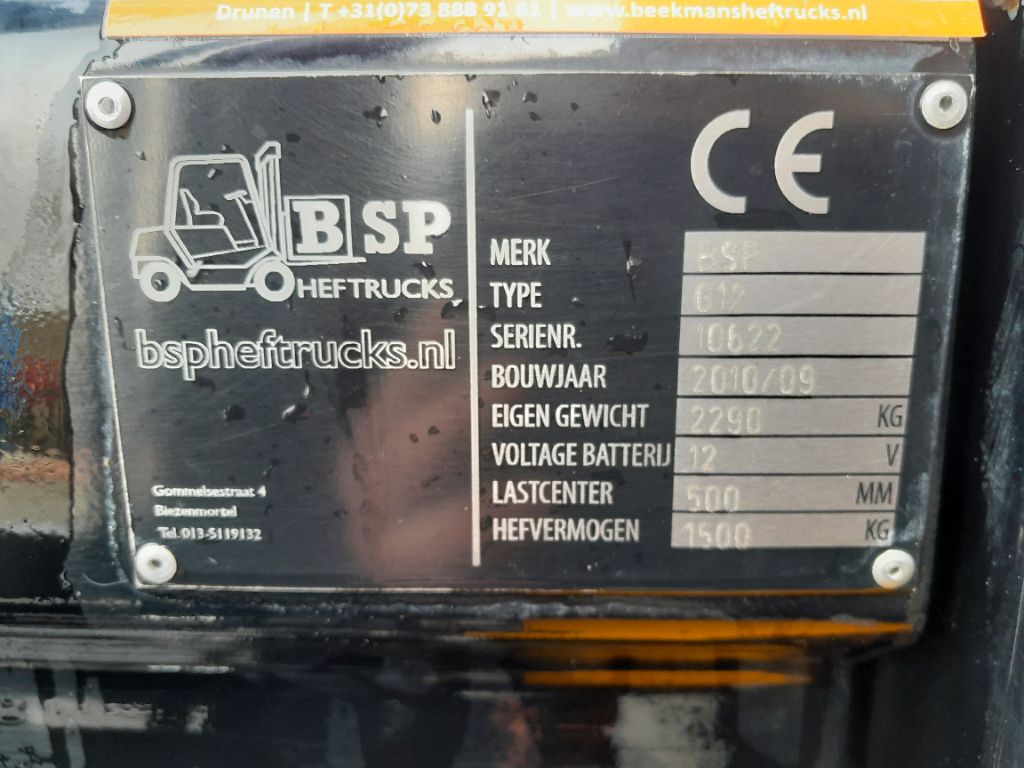 Drunen | T +31(0)73 888 91 61 | www.beekmansheftrucks.nl
BSP
HEFTRUCKS
bspheftrucks.nl
Gommelsestraat 4
Biezenmortel
Tel. 013-5119132
CE
MERK BSP
TYPE G12
SERIENR. 10622
BOUWJAAR 2010/09
EIGEN GEWICHT 2290 KG
VOLTAGE BATTERIJ 12 V
LASTCENTER 500 MM
HEFVERMOGEN 1500 KG